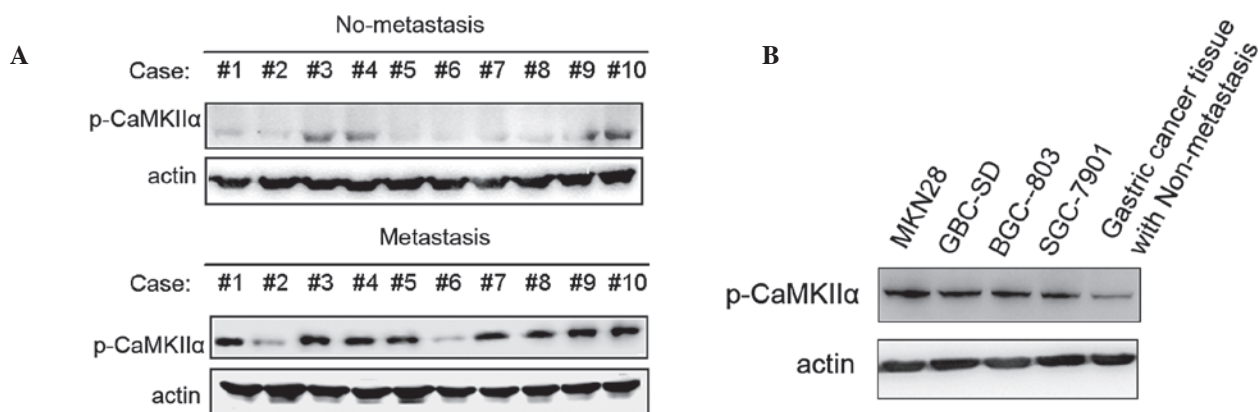 A
No-metastasis
Case: #1 #2 #3 #4 #5 #6 #7 #8 #9 #10
p-CaMKIIα
actin
Metastasis
Case: #1 #2 #3 #4 #5 #6 #7 #8 #9 #10
p-CaMKIIα
actin
B
MKN28
GBC-SD
BGC--803
SGC-7901
Gastric cancer tissue
with Non-metastasis
p-CaMKIIα
actin